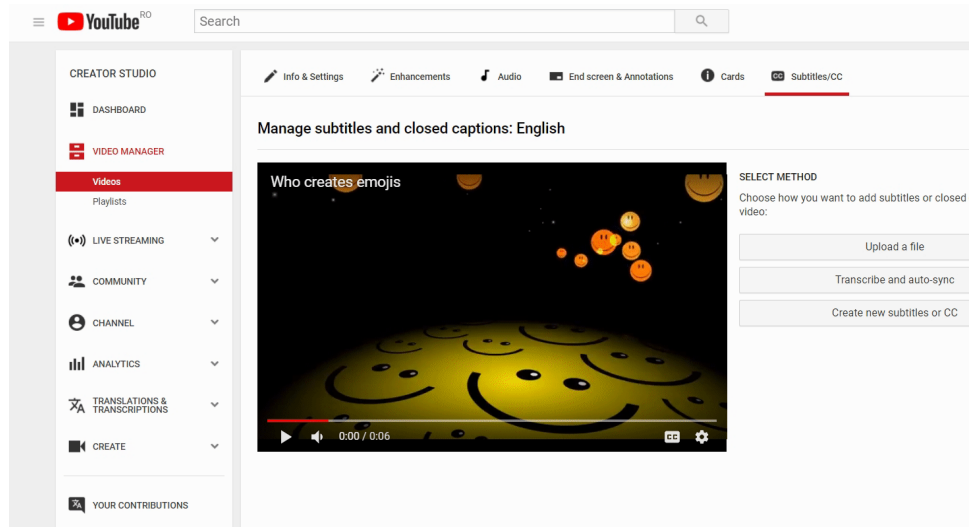 YouTube RO
Search
CREATOR STUDIO
DASHBOARD
VIDEO MANAGER
Videos
Playlists
LIVE STREAMING
COMMUNITY
CHANNEL
ANALYTICS
TRANSLATIONS &
TRANSCRIPTIONS
CREATE
YOUR CONTRIBUTIONS
Info & Settings
Enhancements
Audio
End screen & Annotations
Cards
CC Subtitles/CC
Manage subtitles and closed captions: English
Who creates emojis
0:00 / 0:06
CC
SELECT METHOD
Choose how you want to add subtitles or closed
video:
Upload a file
Transcribe and auto-sync
Create new subtitles or CC